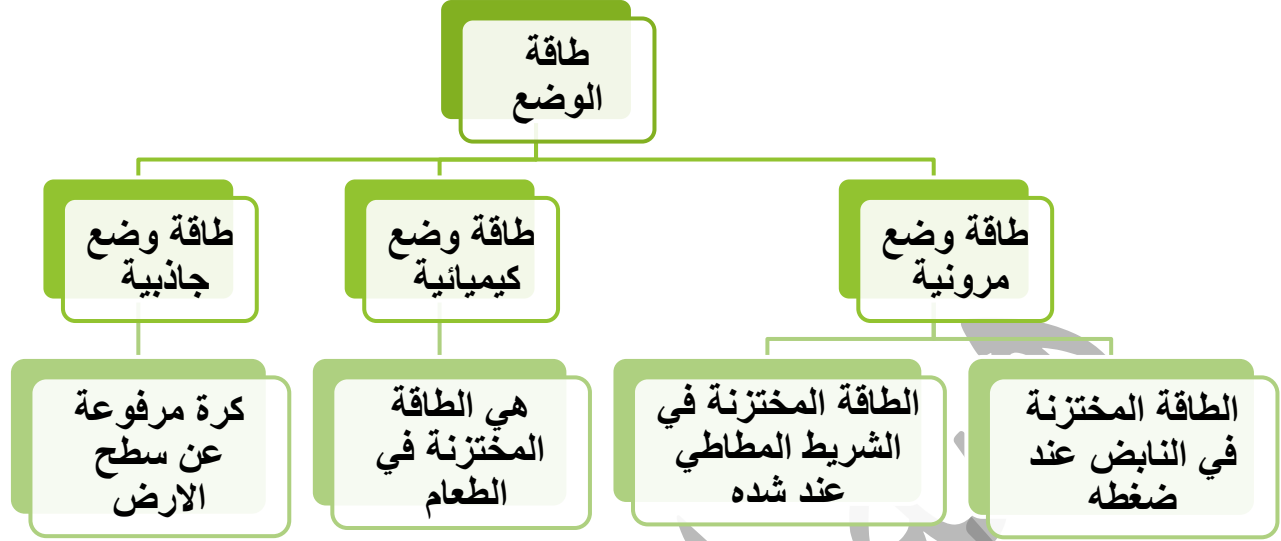 طاقة
الوضع
طاقة وضع
مرونية
طاقة وضع
كيميائية
طاقة وضع
جاذبية
الطاقة المختزنة
في النابض عند
ضغطه
الطاقة المختزنة في
الشريط المطاطي
عند شده
هي الطاقة
المختزنة في
الطعام
كرة مرفوعة
عن سطح
الارض